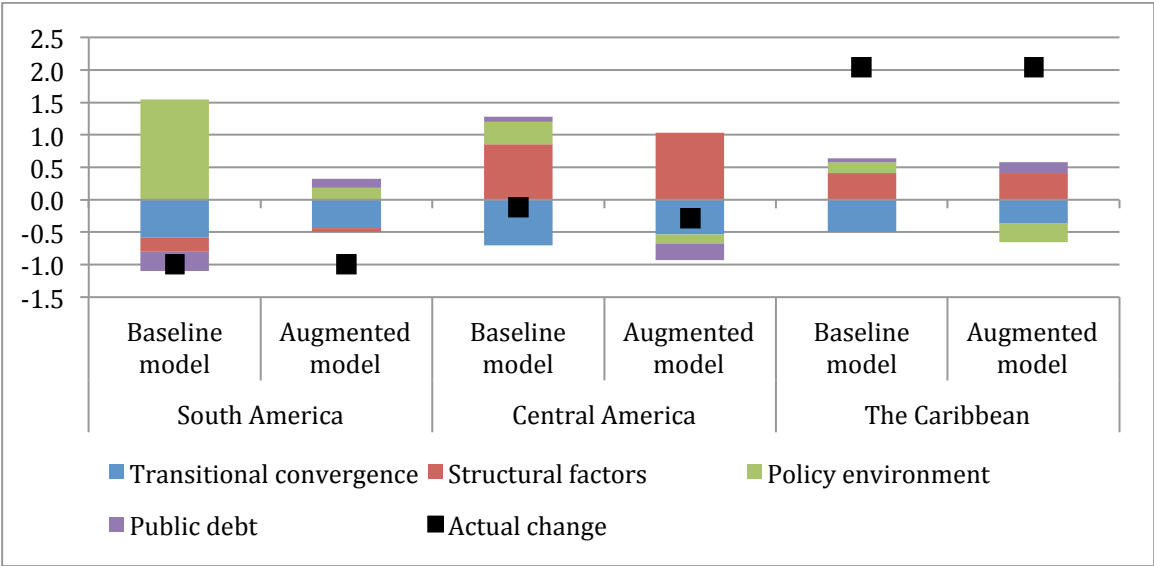 2.5
2.0
1.5
1.0
0.5
0.0
-0.5
-1.0
-1.5
Baseline model
Augmented model
Baseline model
Augmented model
Baseline model
Augmented model
South America
Central America
The Caribbean
Transitional convergence
Structural factors
Policy environment
Public debt
Actual change